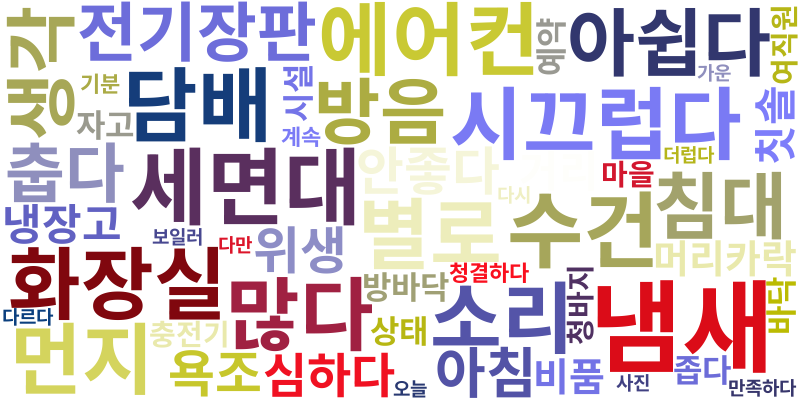 생각
전기장판
에어컨
예약
아쉽다
여직원
기분
담배
시설
방음
가운
자고
계속
시끄럽다
칫솔
춥다
세면대
안좋다
더럽다
마을
침대
냉장고
보일러
다만
위생
별로
다시
수건
머리카락
화장실
많다
방바닥
청결하다
소리
청바지
냄새
바닥
다르다
먼지
충전기
상태
욕조
심하다
오늘
아침
비품
사진
좁다
만족하다